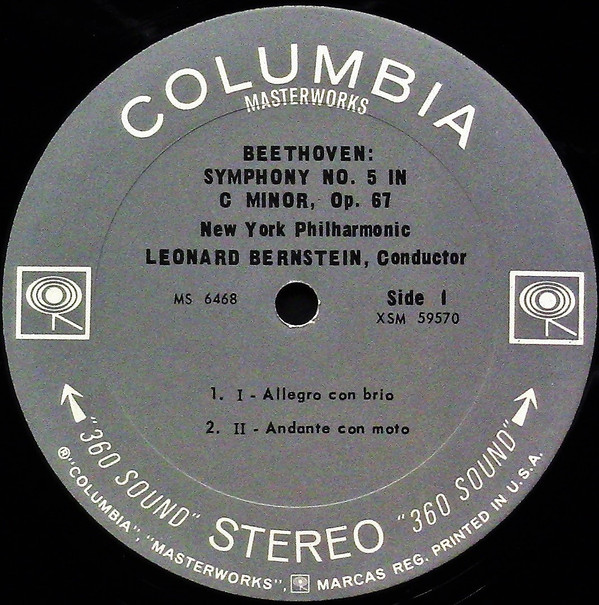 COLUMBIA
MASTERWORKS
BEETHOVEN:
SYMPHONY NO. 5 IN
C MINOR, Op. 67
New York Philharmonic
LEONARD BERNSTEIN, Conductor
MS 6468
Side 1
XSM 59570
1. I - Allegro con brio
2. II - Andante con moto
"360 SOUND" STEREO "360 SOUND"
®"COLUMBIA", "MASTERWORKS", MARCAS REG. PRINTED IN U.S.A.